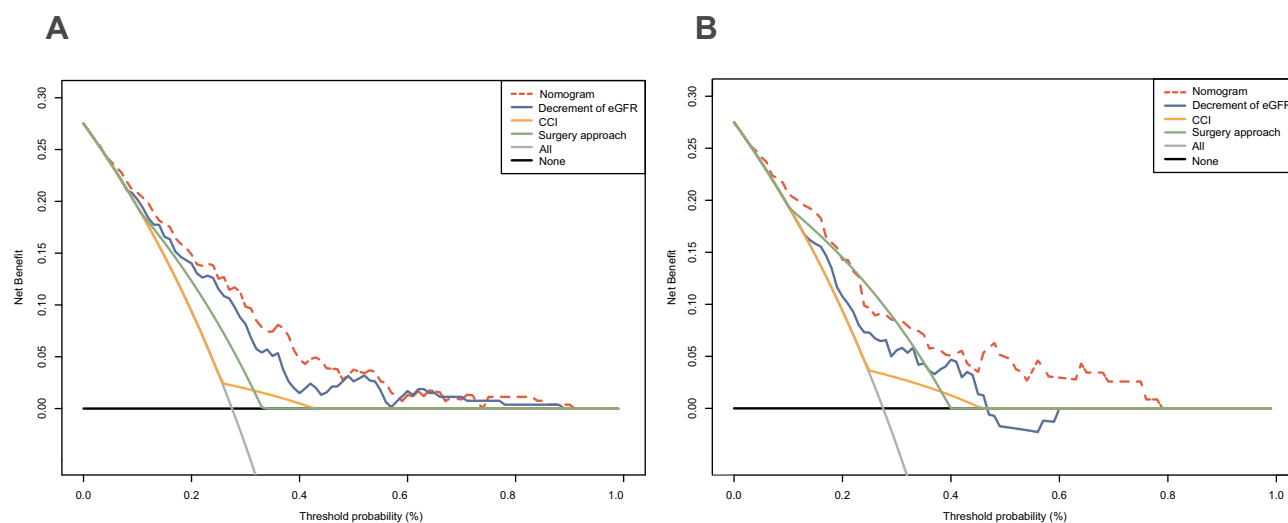 A
Net Benefit
0.30
0.25
0.20
0.15
0.10
0.05
0.00
Nomogram
Decrement of eGFR
CCI
Surgery approach
All
None
0.0 0.2 0.4 0.6 0.8 1.0
Threshold probability (%)
B
Net Benefit
0.30
0.25
0.20
0.15
0.10
0.05
0.00
Nomogram
Decrement of eGFR
CCI
Surgery approach
All
None
0.0 0.2 0.4 0.6 0.8 1.0
Threshold probability (%)